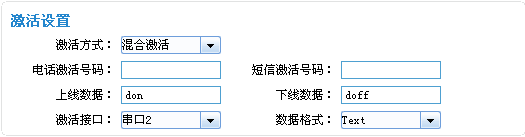 激活设置
激活方式： 混合激活
电话激活号码： 短信激活号码：
上线数据： don 下线数据： doff
激活接口： 串口2 数据格式： Text